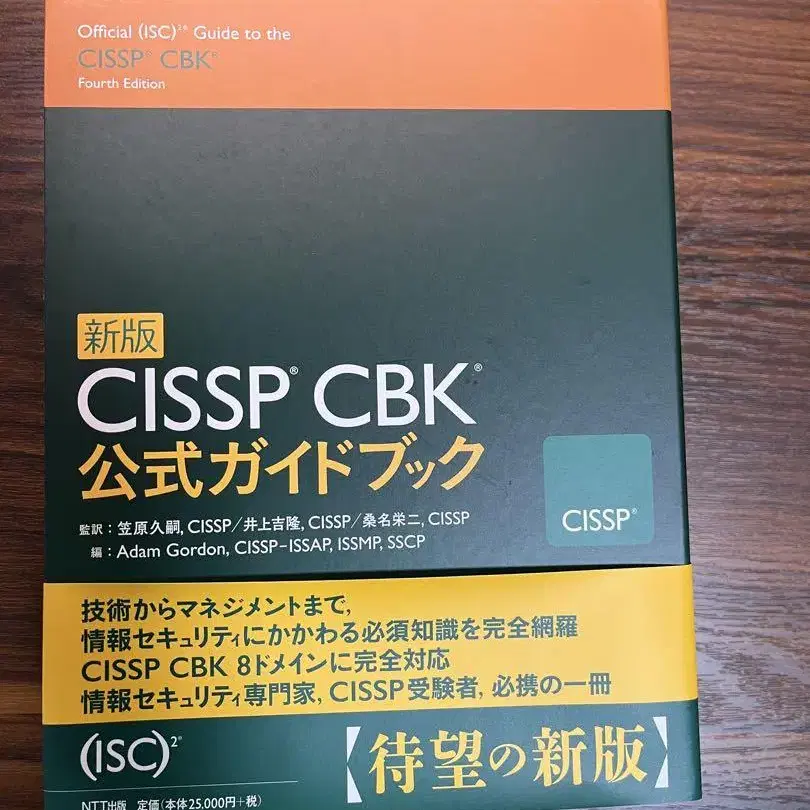 Official (ISC)²® Guide to the
CISSP® CBK®
Fourth Edition
新版
CISSP® CBK®
公式ガイドブック
CISSP®
監訳：笠原久嗣, CISSP／井上吉隆, CISSP／桑名栄二, CISSP
編：Adam Gordon, CISSP–ISSAP, ISSMP, SSCP
技術からマネジメントまで,
情報セキュリティにかかわる必須知識を完全網羅
CISSP CBK 8ドメインに完全対応
情報セキュリティ専門家, CISSP受験者, 必携の一冊
(ISC)²®
【待望の新版】
NTT出版 定価(本体25,000円＋税)